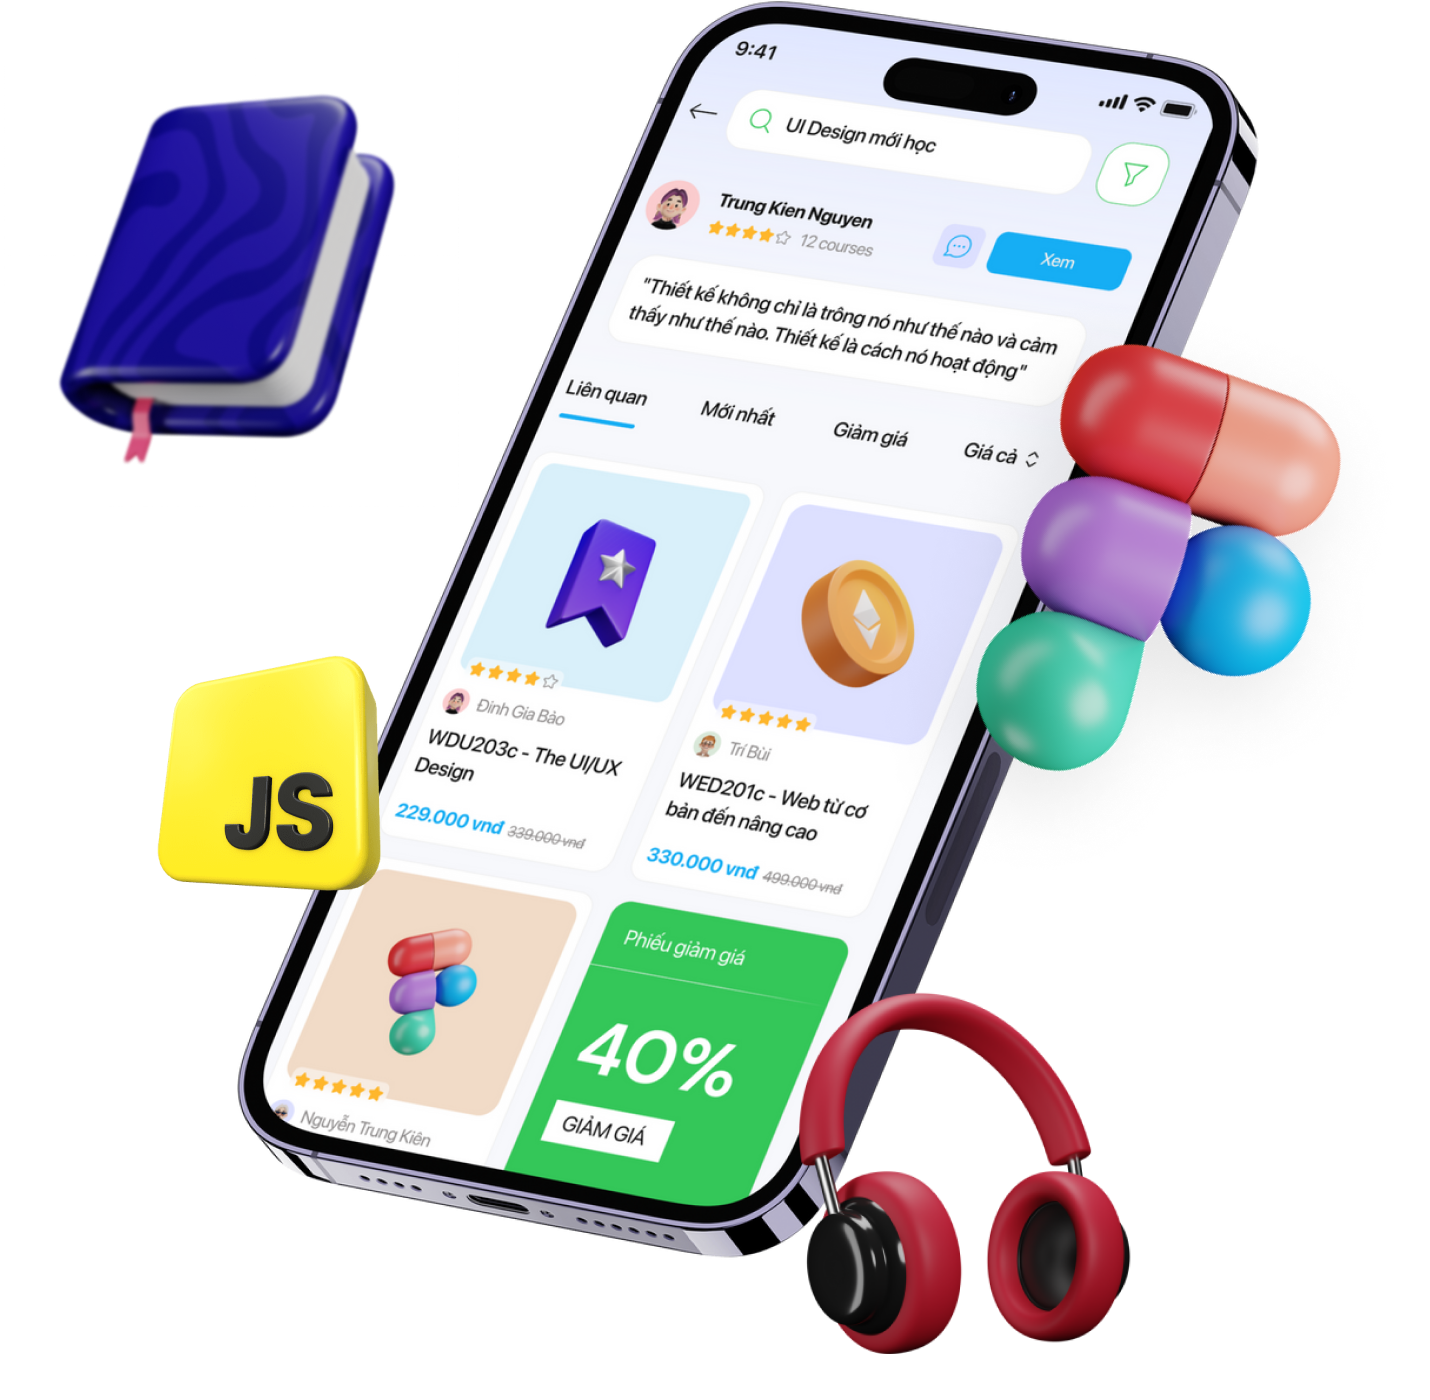 9:41
UI Design mới học
Trung Kien Nguyen
12 courses
Xem
"Thiết kế không chỉ là trông nó như thế nào và cảm
thấy như thế nào. Thiết kế là cách nó hoạt động"
Liên quan
Mới nhất
Giảm giá
Giá cả
Đinh Gia Bảo
WDU203c - The UI/UX
Design
229.000 vnđ 339.000 vnđ
Trí Bùi
WED201c - Web từ cơ
bản đến nâng cao
330.000 vnđ 499.000 vnđ
JS
Nguyễn Trung Kiên
Phiếu giảm giá
40%
GIẢM GIÁ